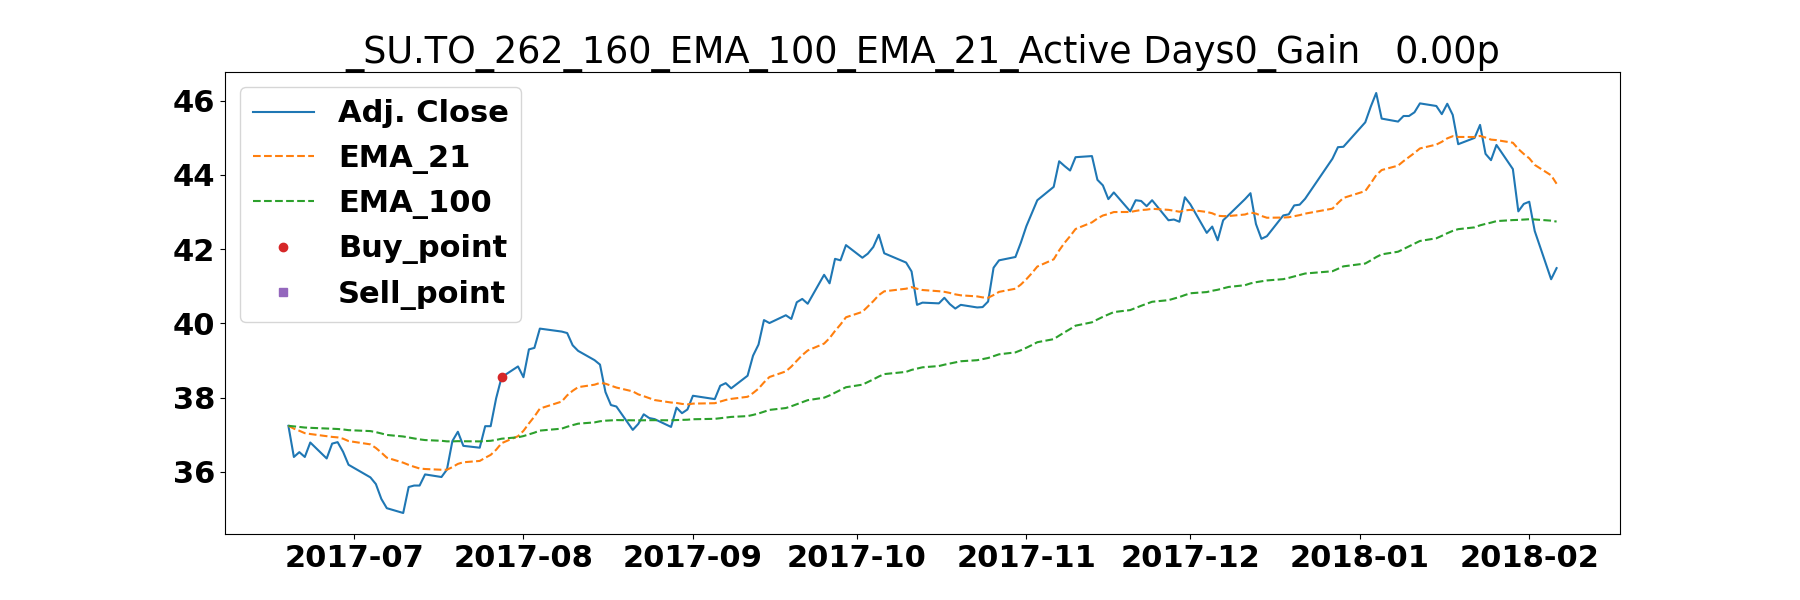 _SU.TO_262_160_EMA_100_EMA_21_Active Days0_Gain   0.00p
Adj. Close
EMA_21
EMA_100
Buy_point
Sell_point
46
44
42
40
38
36
2017-07 2017-08 2017-09 2017-10 2017-11 2017-12 2018-01 2018-02